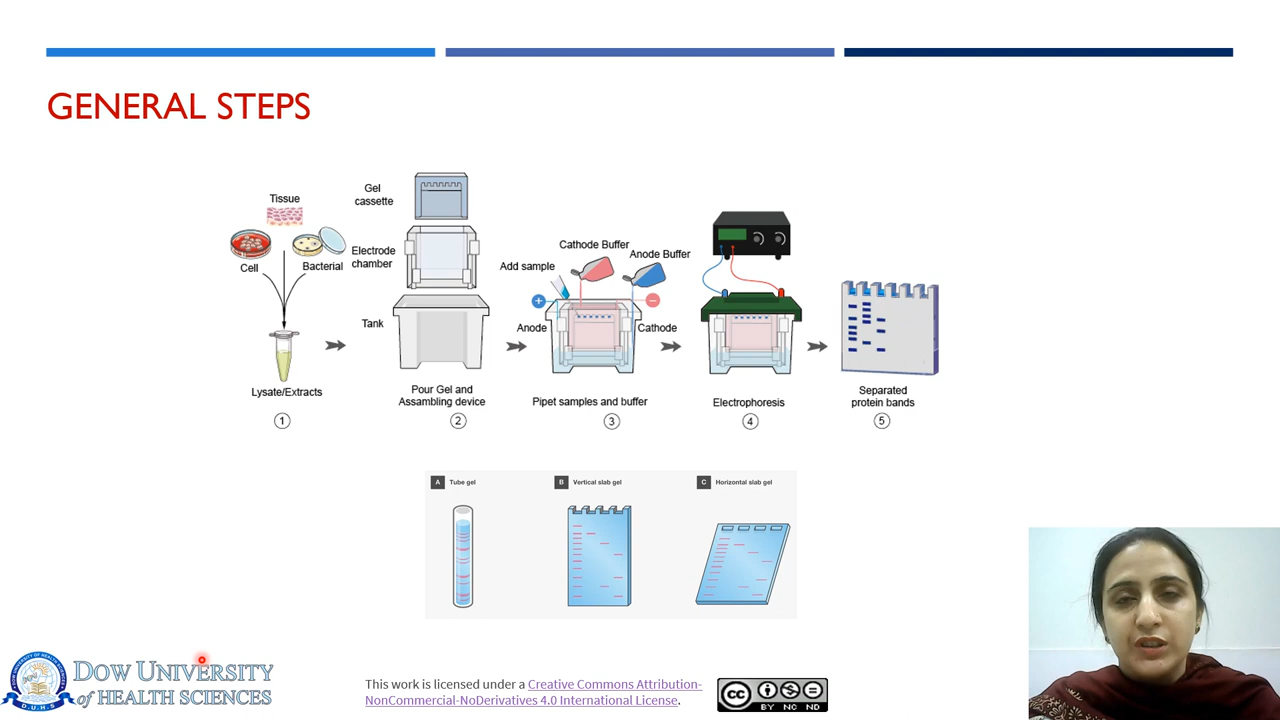 GENERAL STEPS
Tissue
Cell
Bacterial
Lysate/Extracts
①
Gel
cassette
Electrode
chamber
Tank
Pour Gel and
Assembling device
②
Cathode Buffer
Anode Buffer
Add sample
+
−
Anode
Cathode
Pipet samples and buffer
③
Electrophoresis
④
Separated
protein bands
⑤
A Tube gel
B Vertical slab gel
C Horizontal slab gel
DOW UNIVERSITY
of HEALTH SCIENCES
D.U.H.S
This work is licensed under a Creative Commons Attribution-
NonCommercial-NoDerivatives 4.0 International License.
cc
BY NC ND